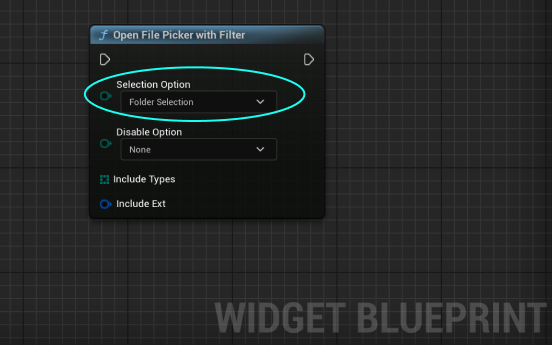 Open File Picker with Filter
Selection Option
Folder Selection
Disable Option
None
Include Types
Include Ext
WIDGET BLUEPRINT